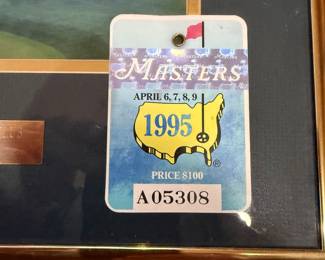 MASTERS
APRIL 6, 7, 8, 9
1995
®
PRICE $100
A05308